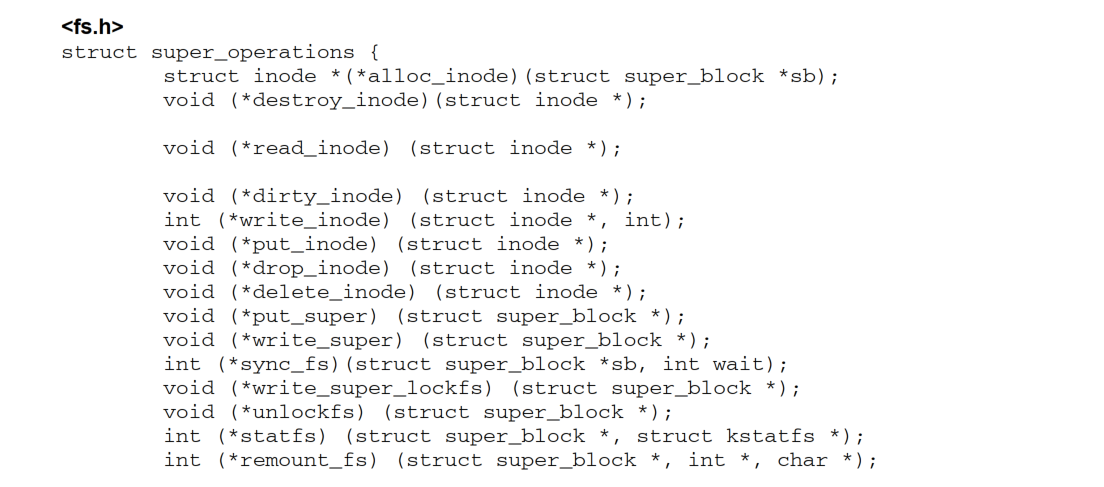 <fs.h>
struct super_operations {
struct inode *(*alloc_inode)(struct super_block *sb);
void (*destroy_inode)(struct inode *);
void (*read_inode) (struct inode *);
void (*dirty_inode) (struct inode *);
int (*write_inode) (struct inode *, int);
void (*put_inode) (struct inode *);
void (*drop_inode) (struct inode *);
void (*delete_inode) (struct inode *);
void (*put_super) (struct super_block *);
void (*write_super) (struct super_block *);
int (*sync_fs)(struct super_block *sb, int wait);
void (*write_super_lockfs) (struct super_block *);
void (*unlockfs) (struct super_block *);
int (*statfs) (struct super_block *, struct kstatfs *);
int (*remount_fs) (struct super_block *, int *, char *);